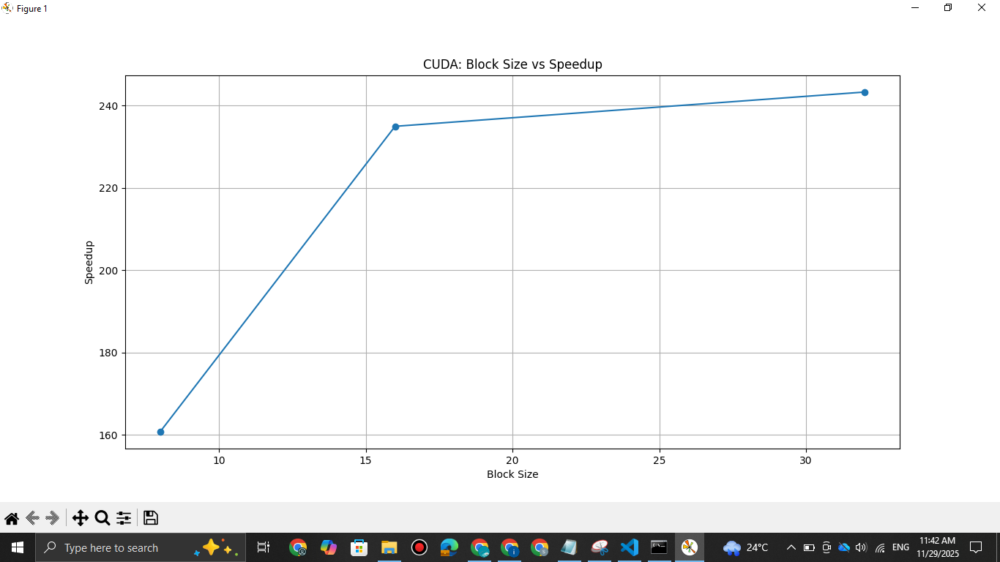 Figure 1
CUDA: Block Size vs Speedup
240
220
200
180
160
Speedup
10 15 20 25 30
Block Size
Type here to search
24°C
ENG
11:42 AM
11/29/2025